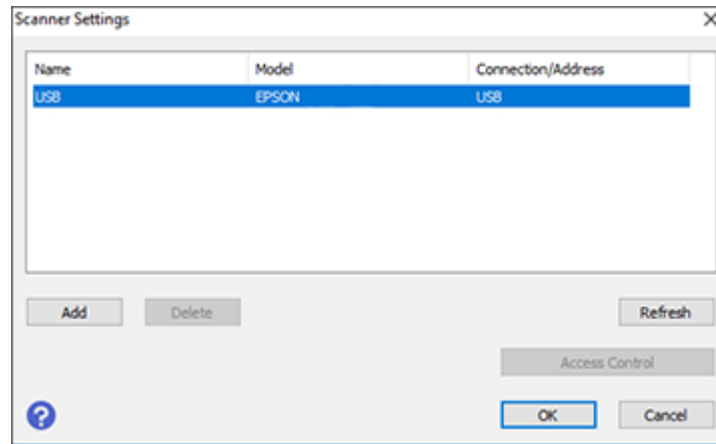 Scanner Settings
Name Model Connection/Address
USB EPSON USB
Add Delete Refresh
Access Control
? OK Cancel